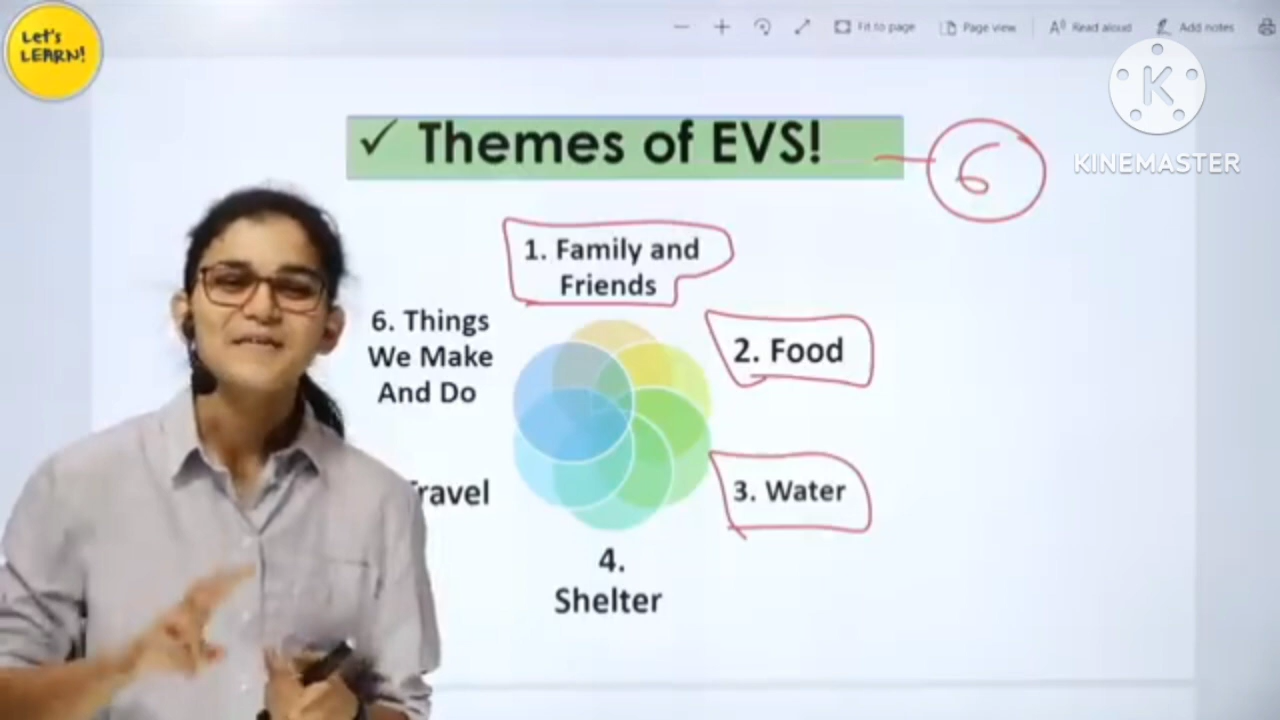 Let's
LEARN!
Fit to page
Page view
Read aloud
Add notes
KINEMASTER
✓ Themes of EVS!
6
1. Family and
Friends
2. Food
3. Water
4.
Shelter
Travel
6. Things
We Make
And Do